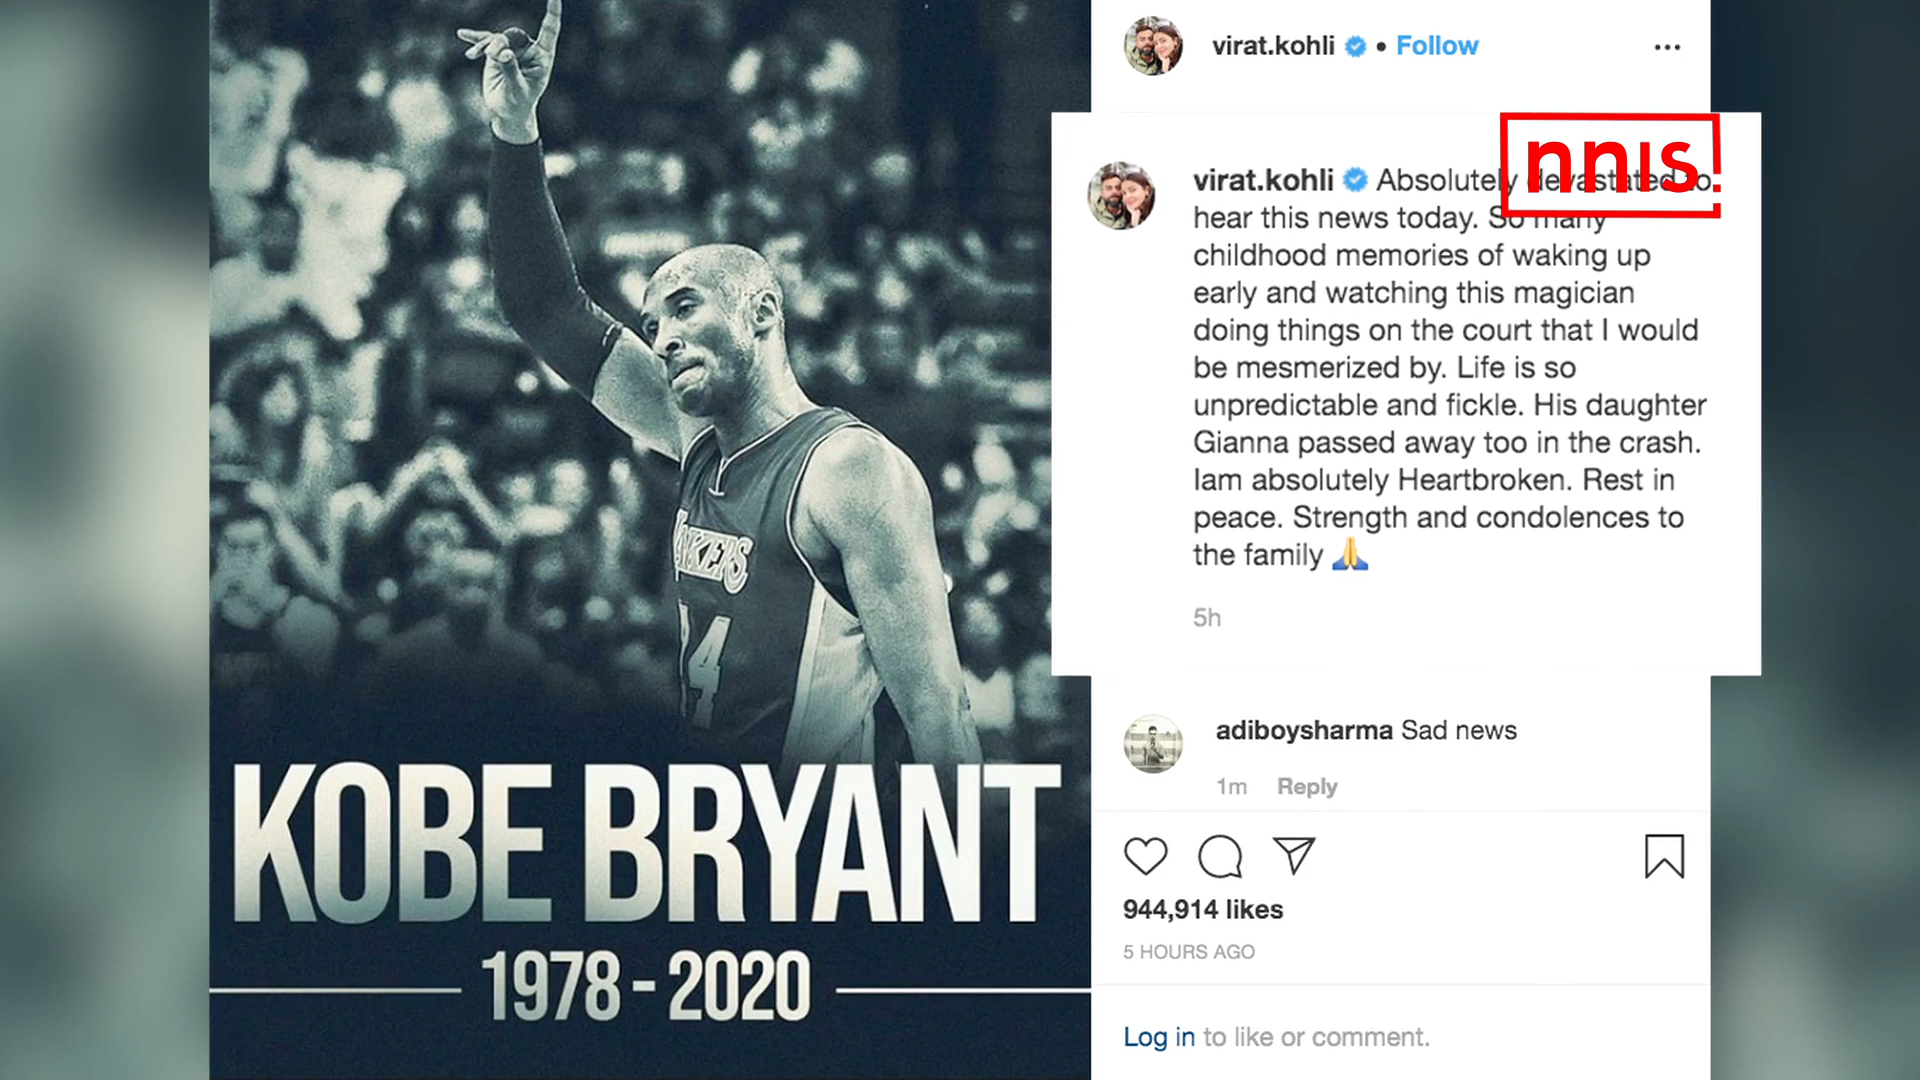 KERS
24
KOBE BRYANT
1978 - 2020
virat.kohli • Follow
nnis!
virat.kohli Absolutely devastated to
hear this news today. So many
childhood memories of waking up
early and watching this magician
doing things on the court that I would
be mesmerized by. Life is so
unpredictable and fickle. His daughter
Gianna passed away too in the crash.
Iam absolutely Heartbroken. Rest in
peace. Strength and condolences to
the family 🙏
5h
adiboysharma Sad news
1m Reply
944,914 likes
5 HOURS AGO
Log in to like or comment.